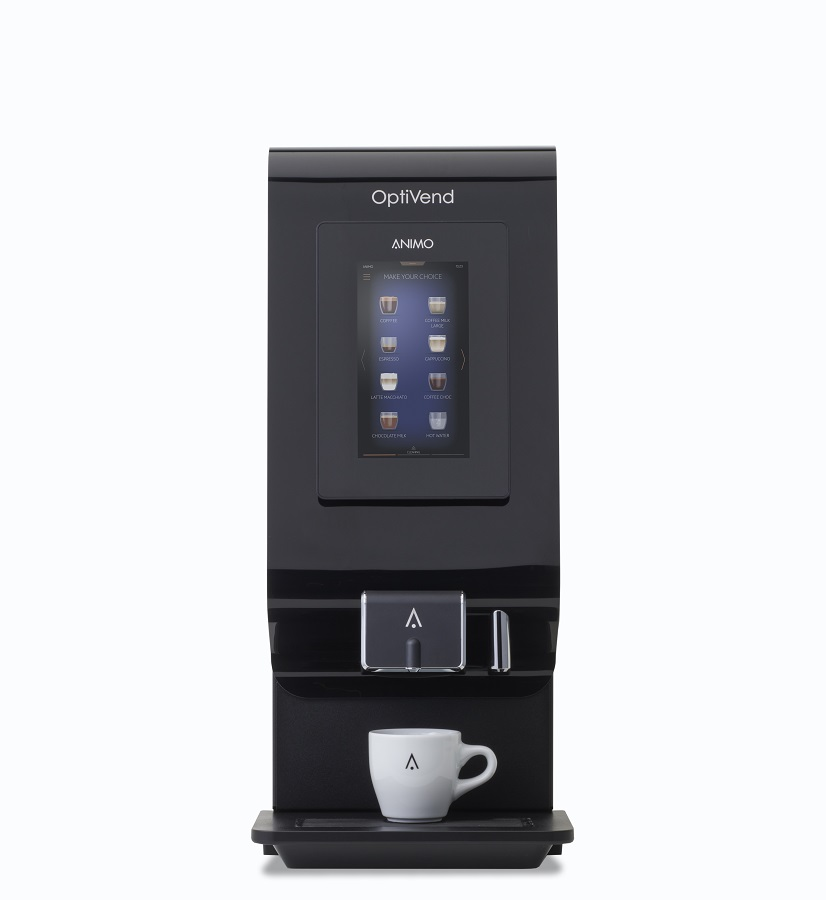 OptiVend
ANIMO
ANIMO
MAKE YOUR CHOICE
COFFEE
COFFEE MILK
LARGE
ESPRESSO
CAPPUCCINO
LATTE MACCHIATO
COFFEE CHOC
CHOCOLATE MILK
HOT WATER